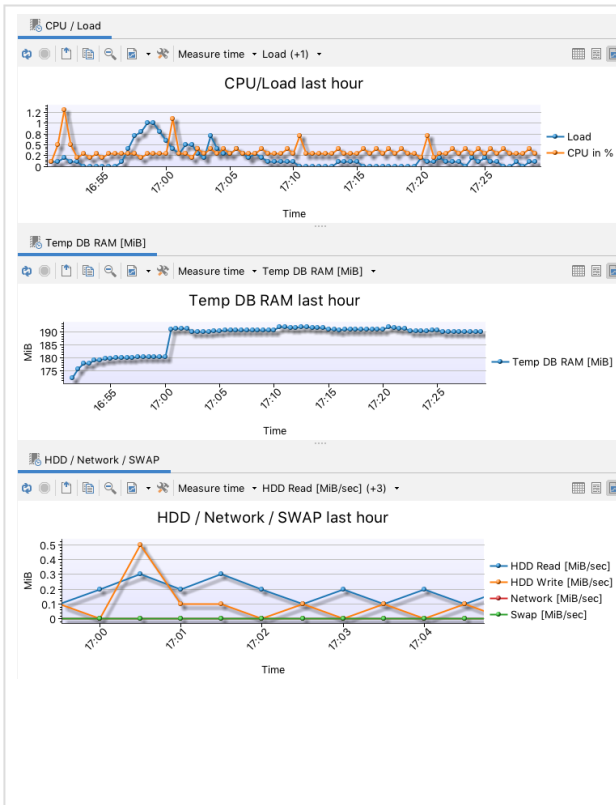 CPU / Load
Measure time Load (+1)
CPU/Load last hour
1.2
1
0.8
0.5
0.2
0
Load
CPU in %
16:55 17:00 17:05 17:10 17:15 17:20 17:25
Time
Temp DB RAM [MiB]
Measure time Temp DB RAM [MiB]
Temp DB RAM last hour
MiB
190
185
180
175
Temp DB RAM [MiB]
16:55 17:00 17:05 17:10 17:15 17:20 17:25
Time
HDD / Network / SWAP
Measure time HDD Read [MiB/sec] (+3)
HDD / Network / SWAP last hour
MiB
0.5
0.4
0.3
0.2
0.1
0
HDD Read [MiB/sec]
HDD Write [MiB/sec]
Network [MiB/sec]
Swap [MiB/sec]
17:00 17:01 17:02 17:03 17:04
Time